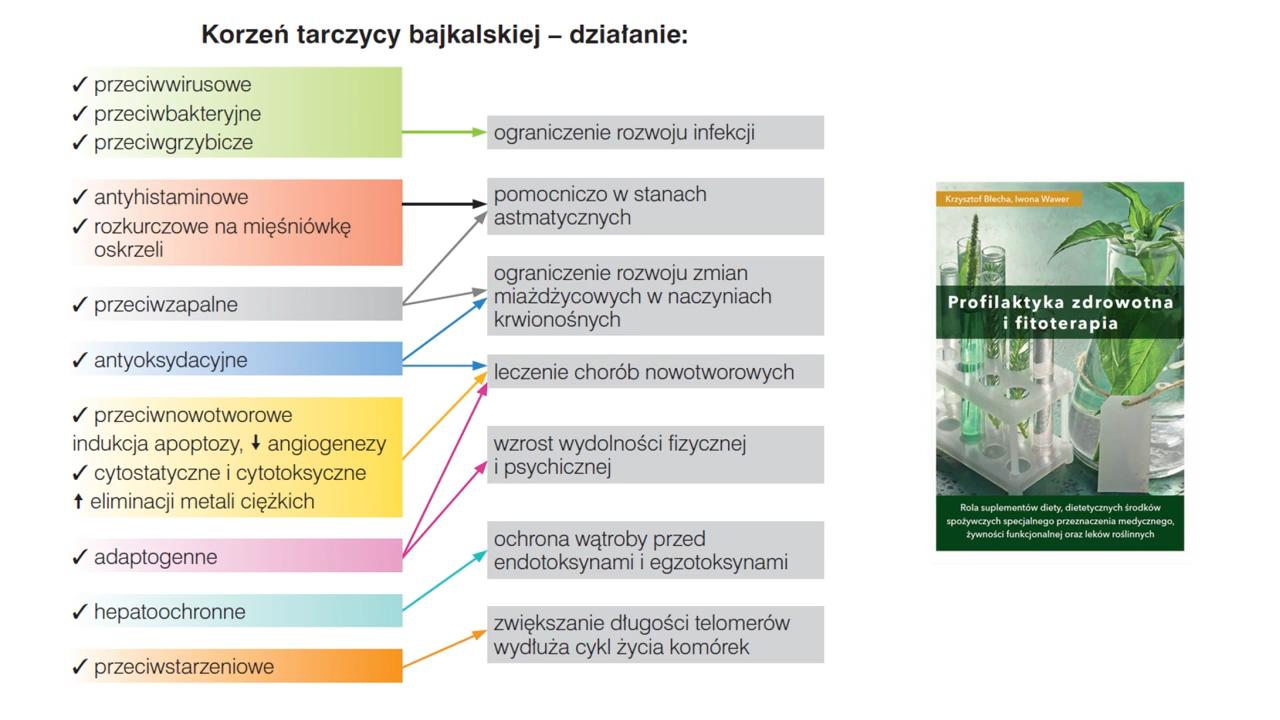 Korzeń tarczycy bajkalskiej – działanie:
✓ przeciwwirusowe
✓ przeciwbakteryjne
✓ przeciwgrzybicze
✓ antyhistaminowe
✓ rozkurczowe na mięśniówkę
oskrzeli
✓ przeciwzapalne
✓ antyoksydacyjne
✓ przeciwnowotworowe
indukcja apoptozy, ⬇ angiogenezy
✓ cytostatyczne i cytotoksyczne
⬆ eliminacji metali ciężkich
✓ adaptogenne
✓ hepatoochronne
✓ przeciwstarzeniowe
ograniczenie rozwoju infekcji
pomocniczo w stanach
astmatycznych
ograniczenie rozwoju zmian
miażdżycowych w naczyniach
krwionośnych
leczenie chorób nowotworowych
wzrost wydolności fizycznej
i psychicznej
ochrona wątroby przed
endotoksynami i egzotoksynami
zwiększanie długości telomerów
wydłuża cykl życia komórek
Krzysztof Błecha, Iwona Wawer
Profilaktyka zdrowotna
i fitoterapia
Rola suplementów diety, dietetycznych środków
spożywczych specjalnego przeznaczenia medycznego,
żywności funkcjonalnej oraz leków roślinnych